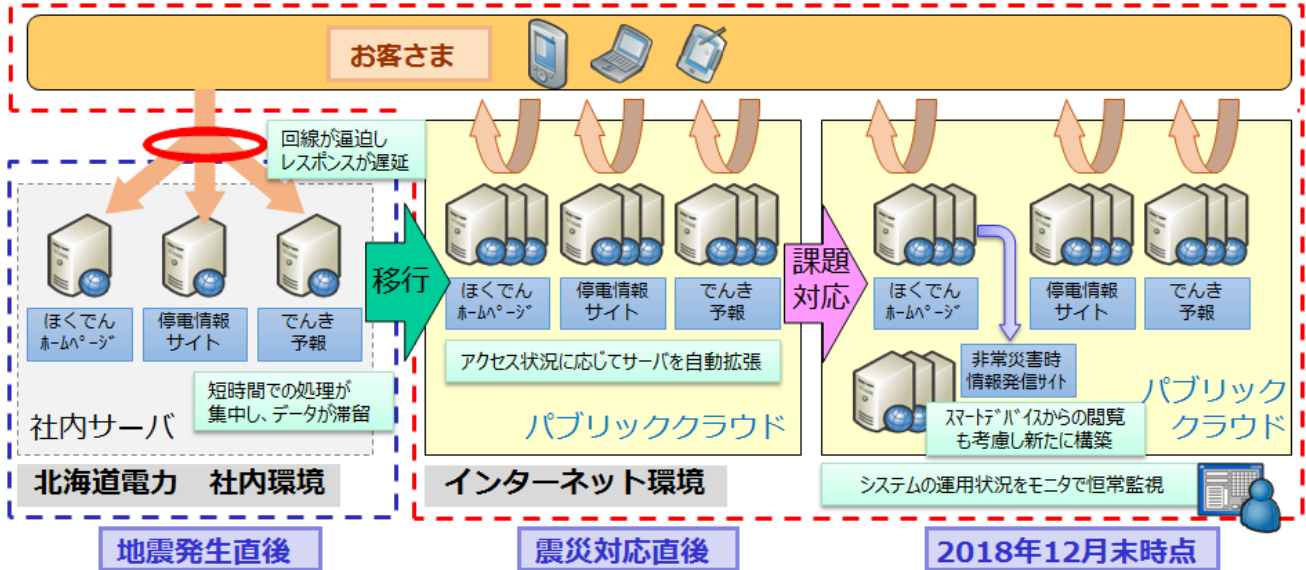 お客さま
回線が逼迫し
レスポンスが遅延
ほくでん
ﾎｰﾑﾍﾟｰｼﾞ
停電情報
サイト
でんき
予報
短時間での処理が
集中し、データが滞留
社内サーバ
北海道電力 社内環境
地震発生直後
移行
ほくでん
ﾎｰﾑﾍﾟｰｼﾞ
停電情報
サイト
でんき
予報
アクセス状況に応じてサーバを自動拡張
パブリッククラウド
インターネット環境
震災対応直後
課題
対応
ほくでん
ﾎｰﾑﾍﾟｰｼﾞ
停電情報
サイト
でんき
予報
非常災害時
情報発信ｻｲﾄ
パブリック
クラウド
ｽﾏｰﾄﾃﾞﾊﾞｲｽからの閲覧
も考慮し新たに構築
システムの運用状況をモニタで恒常監視
2018年12月末時点